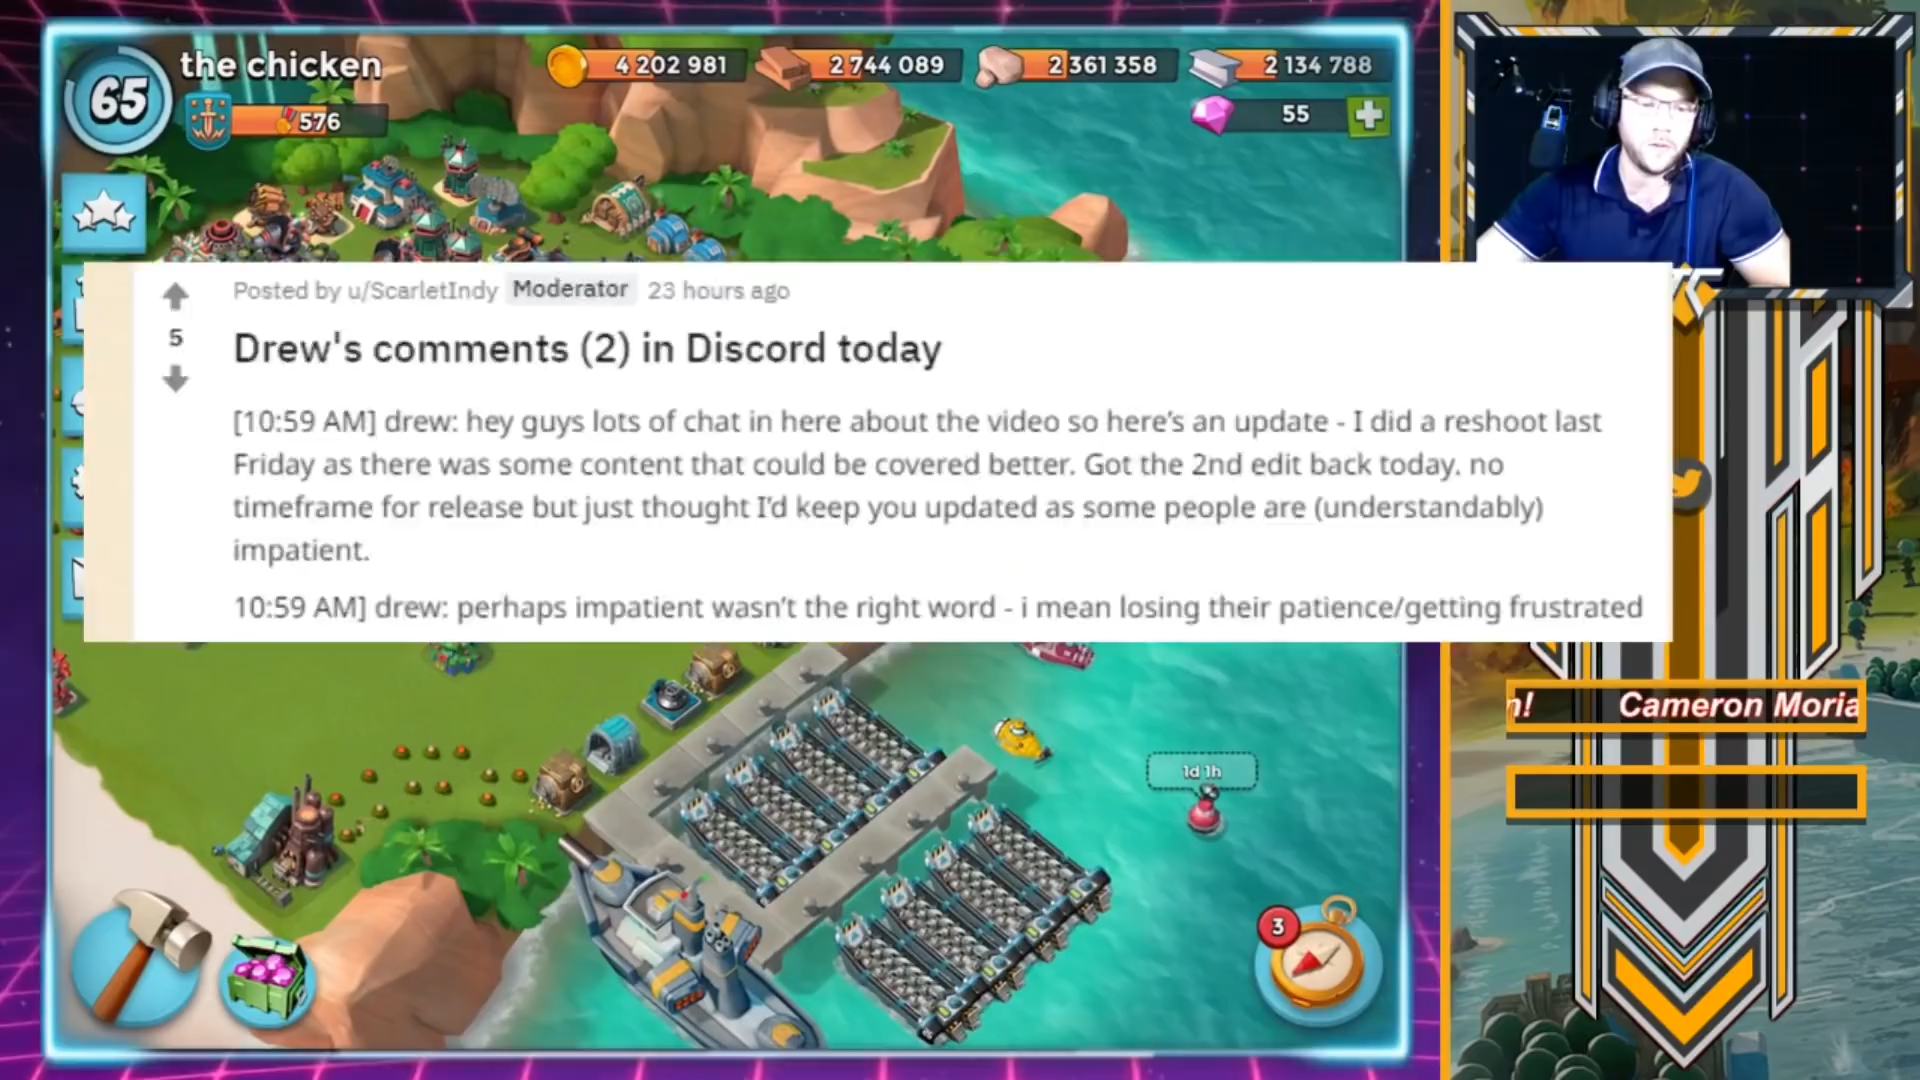 65
the chicken
576
4 202 981
2 744 089
2 361 358
2 134 788
55
Posted by u/ScarletIndy Moderator 23 hours ago
5
Drew's comments (2) in Discord today
[10:59 AM] drew: hey guys lots of chat in here about the video so here's an update - I did a reshoot last
Friday as there was some content that could be covered better. Got the 2nd edit back today. no
timeframe for release but just thought I'd keep you updated as some people are (understandably)
impatient.
10:59 AM] drew: perhaps impatient wasn't the right word - i mean losing their patience/getting frustrated
n! Cameron Moria
1d 1h
3